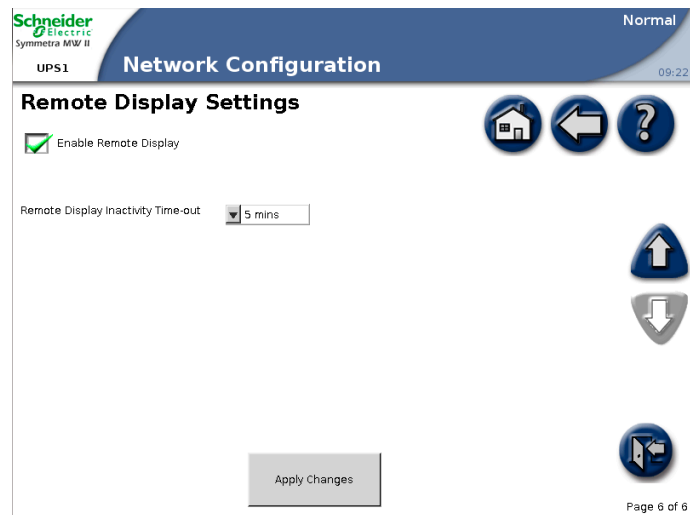 Schneider
Electric
Symmetra MW II
UPS1
Network Configuration
Normal
09:22
Remote Display Settings
?
Enable Remote Display
Remote Display Inactivity Time-out
5 mins
Apply Changes
Page 6 of 6